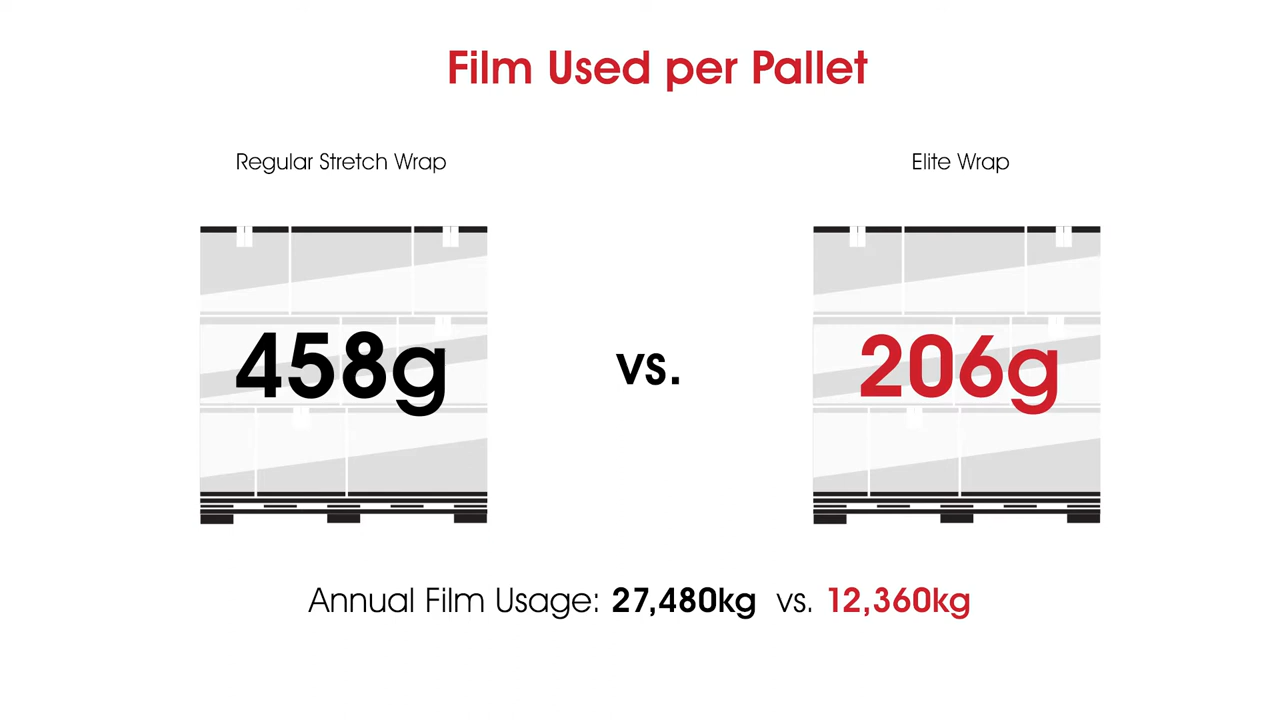 Film Used per Pallet
Regular Stretch Wrap
Elite Wrap
458g
vs.
206g
Annual Film Usage: 27,480kg vs. 12,360kg